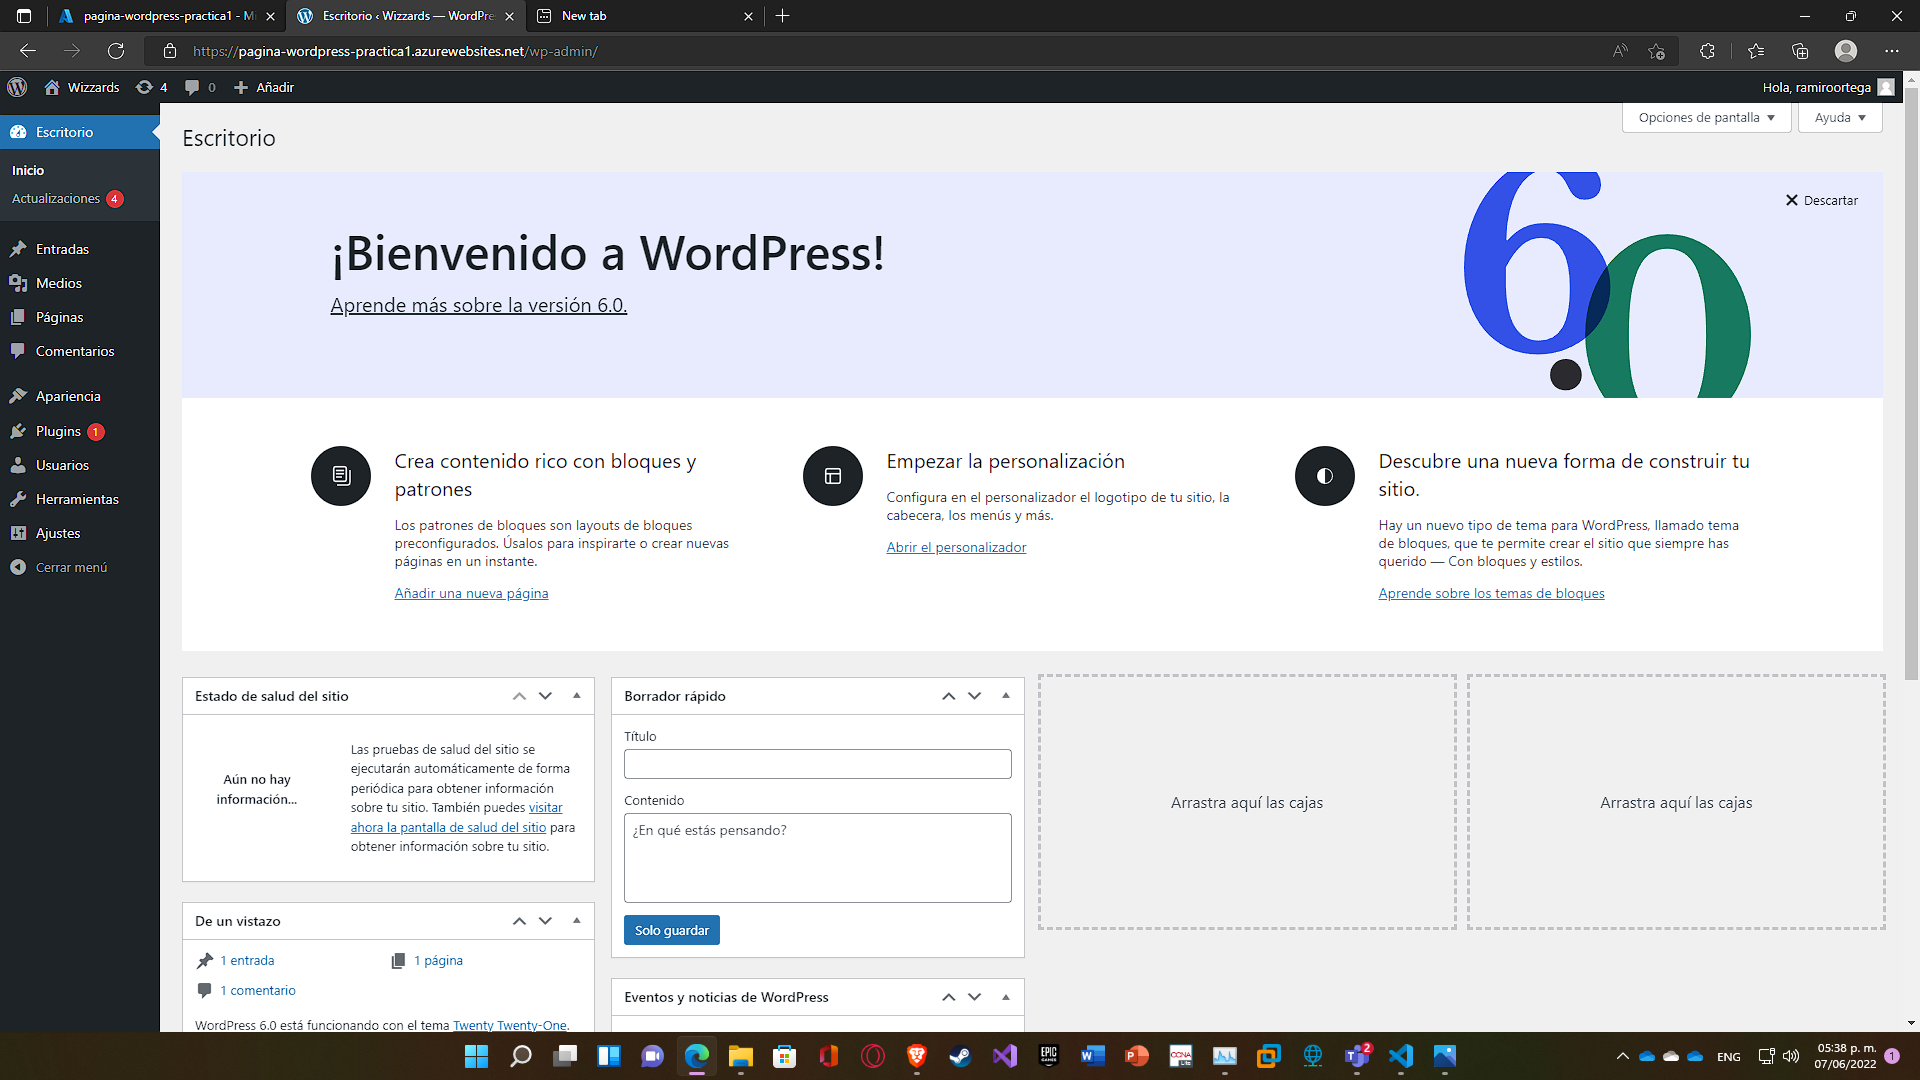 pagina-wordpress-practica1 - Mi
Escritorio ‹ Wizzards — WordPre
New tab
https://pagina-wordpress-practica1.azurewebsites.net/wp-admin/
Wizzards
4
0
Añadir
Hola, ramiroortega
Escritorio
Inicio
Actualizaciones 4
Entradas
Medios
Páginas
Comentarios
Apariencia
Plugins 1
Usuarios
Herramientas
Ajustes
Cerrar menú
Opciones de pantalla
Ayuda
Escritorio
Descartar
¡Bienvenido a WordPress!
Aprende más sobre la versión 6.0.
6.0
Crea contenido rico con bloques y
patrones
Los patrones de bloques son layouts de bloques
preconfigurados. Úsalos para inspirarte o crear nuevas
páginas en un instante.
Añadir una nueva página
Empezar la personalización
Configura en el personalizador el logotipo de tu sitio, la
cabecera, los menús y más.
Abrir el personalizador
Descubre una nueva forma de construir tu
sitio.
Hay un nuevo tipo de tema para WordPress, llamado tema
de bloques, que te permite crear el sitio que siempre has
querido — Con bloques y estilos.
Aprende sobre los temas de bloques
Estado de salud del sitio
Aún no hay
información...
Las pruebas de salud del sitio se
ejecutarán automáticamente de forma
periódica para obtener información
sobre tu sitio. También puedes visitar
ahora la pantalla de salud del sitio para
obtener información sobre tu sitio.
De un vistazo
1 entrada
1 página
1 comentario
WordPress 6.0 está funcionando con el tema Twenty Twenty-One.
Borrador rápido
Título
Contenido
¿En qué estás pensando?
Solo guardar
Eventos y noticias de WordPress
Arrastra aquí las cajas
Arrastra aquí las cajas
EPIC
GAMES
CCNA
2
ENG
05:38 p. m.
07/06/2022
1